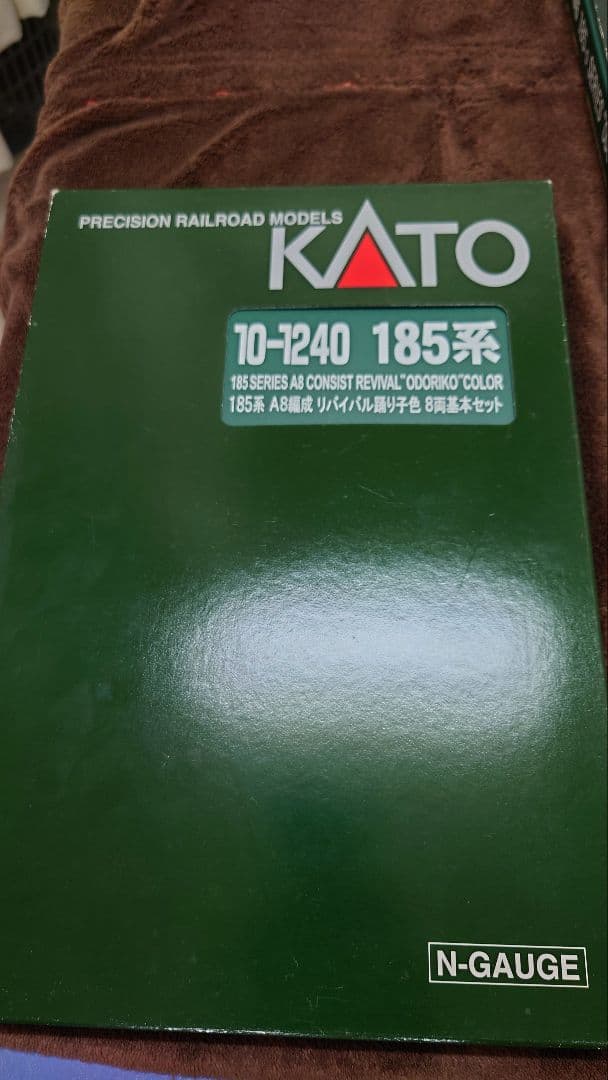 PRECISION RAILROAD MODELS
KATO
10-1240 185系
185 SERIES A8 CONSIST REVIVAL "ODORIKO" COLOR
185系 A8編成 リバイバル踊り子色 8両基本セット
N-GAUGE